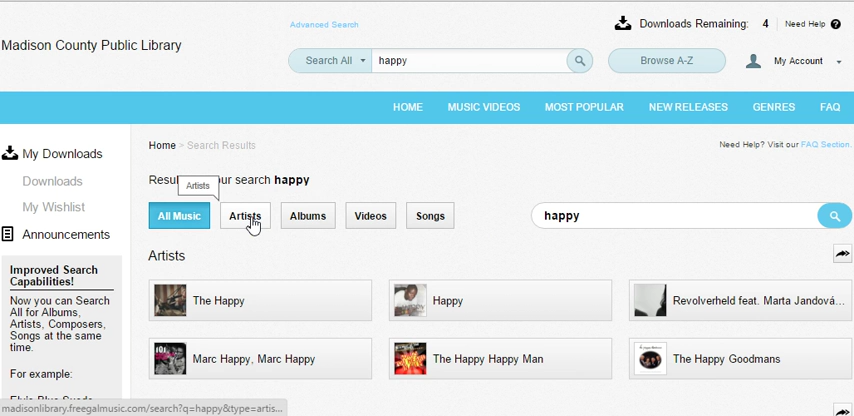 Advanced Search
Downloads Remaining: 4
Need Help ?
Madison County Public Library
Search All
happy
Browse A-Z
My Account
HOME
MUSIC VIDEOS
MOST POPULAR
NEW RELEASES
GENRES
FAQ
My Downloads
Downloads
My Wishlist
Announcements
Improved Search
Capabilities!
Now you can Search
All for Albums,
Artists, Composers,
Songs at the same
time.
For example:
Home > Search Results
Need Help? Visit our FAQ Section.
Artists
your search happy
All Music
Artists
Albums
Videos
Songs
happy
Artists
The Happy
Happy
Revolverheld feat. Marta Jandová...
Marc Happy, Marc Happy
The Happy Happy Man
The Happy Goodmans
madisonlibrary.freegalmusic.com/search?q=happy&type=artis...